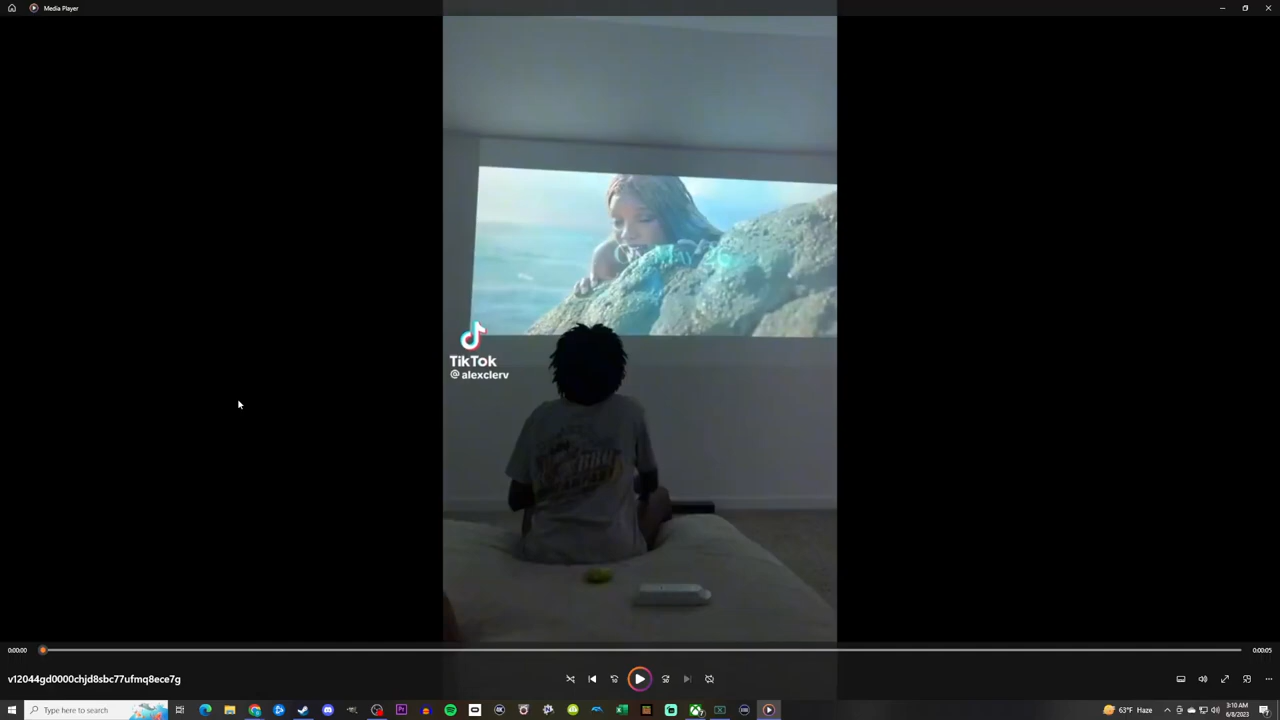 Media Player
TikTok
@alexclerv
0:00:00
0:00:05
v12044gd0000chjd8sbc77ufmq8ece7g
Type here to search
63°F Haze
3:10 AM
6/8/2023